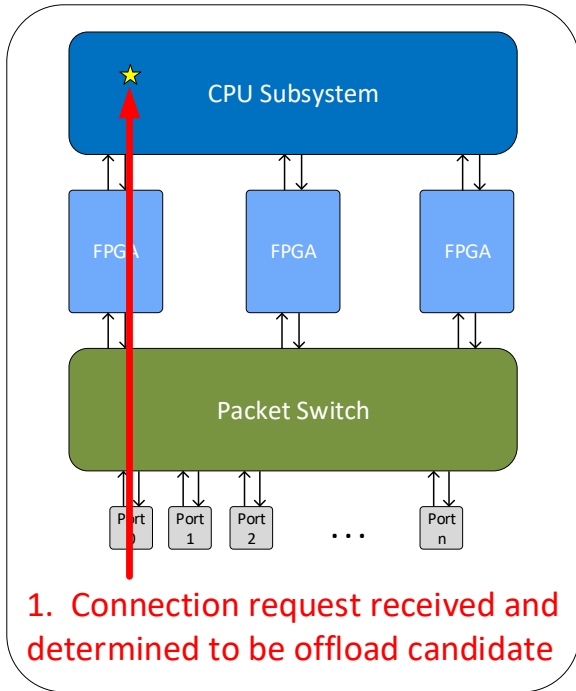 CPU Subsystem
FPGA
FPGA
FPGA
Packet Switch
Port
0
Port
1
Port
2
...
Port
n
1. Connection request received and
determined to be offload candidate